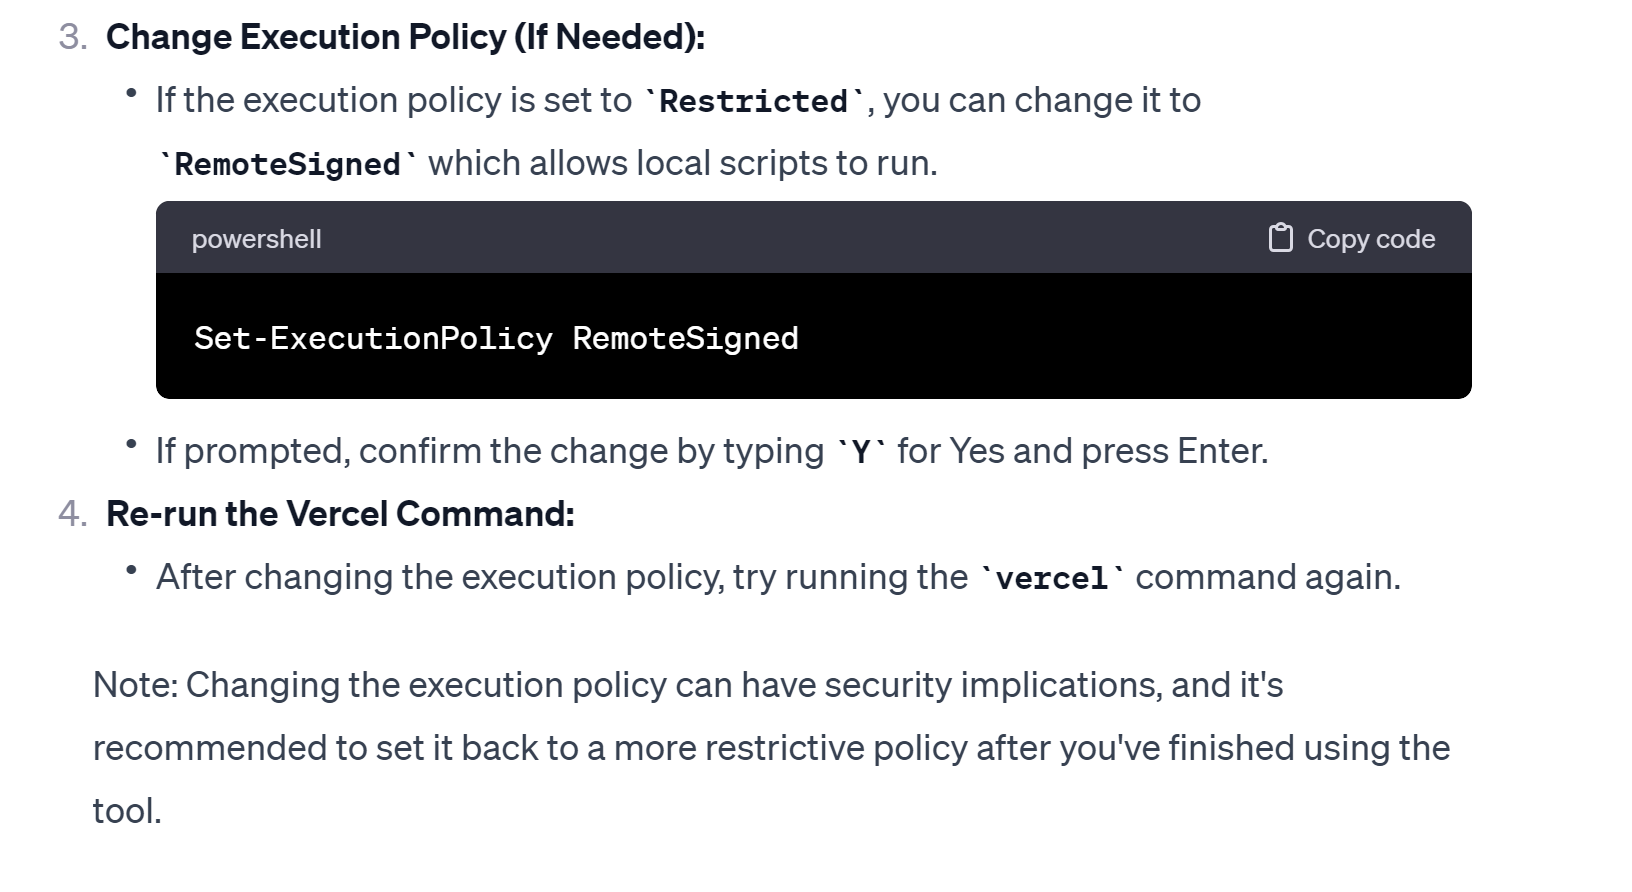 3. Change Execution Policy (If Needed):
• If the execution policy is set to `Restricted`, you can change it to
`RemoteSigned` which allows local scripts to run.
powershell Copy code
Set-ExecutionPolicy RemoteSigned
• If prompted, confirm the change by typing `Y` for Yes and press Enter.
4. Re-run the Vercel Command:
• After changing the execution policy, try running the `vercel` command again.
Note: Changing the execution policy can have security implications, and it's
recommended to set it back to a more restrictive policy after you've finished using the
tool.